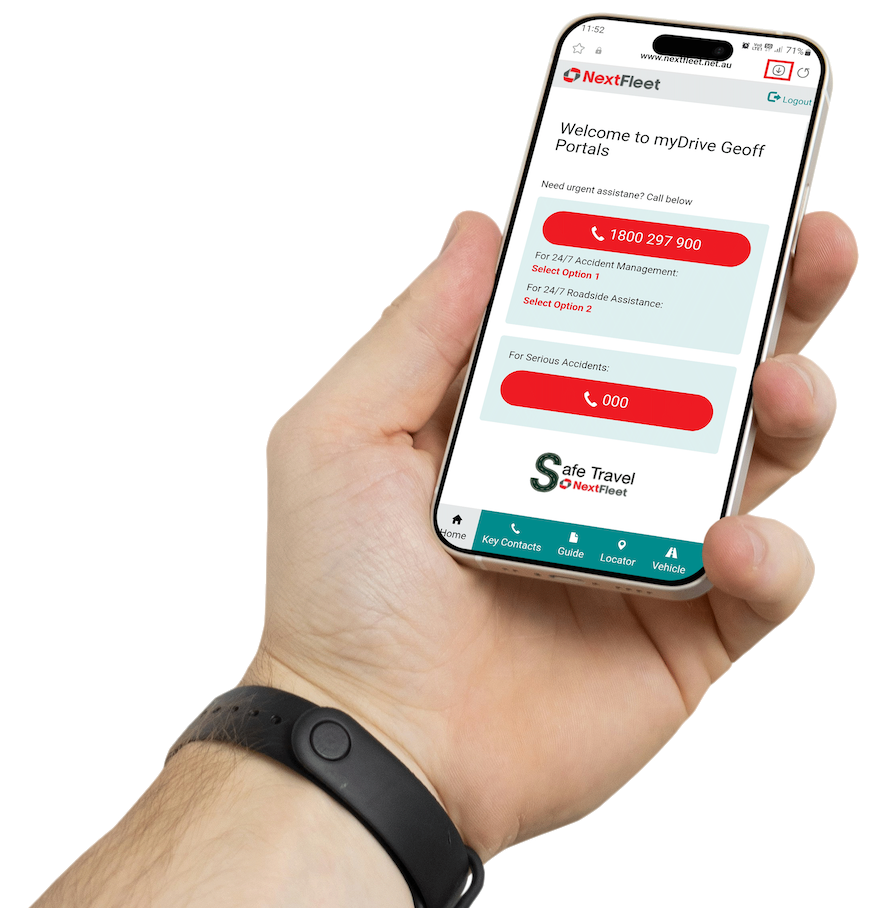 11:52
71%
www.nextfleet.net.au
NextFleet
Logout
Welcome to myDrive Geoff
Portals
Need urgent assistane? Call below
1800 297 900
For 24/7 Accident Management:
Select Option 1
For 24/7 Roadside Assistance:
Select Option 2
For Serious Accidents:
000
Safe Travel
NextFleet
Home
Key Contacts
Guide
Locator
Vehicle